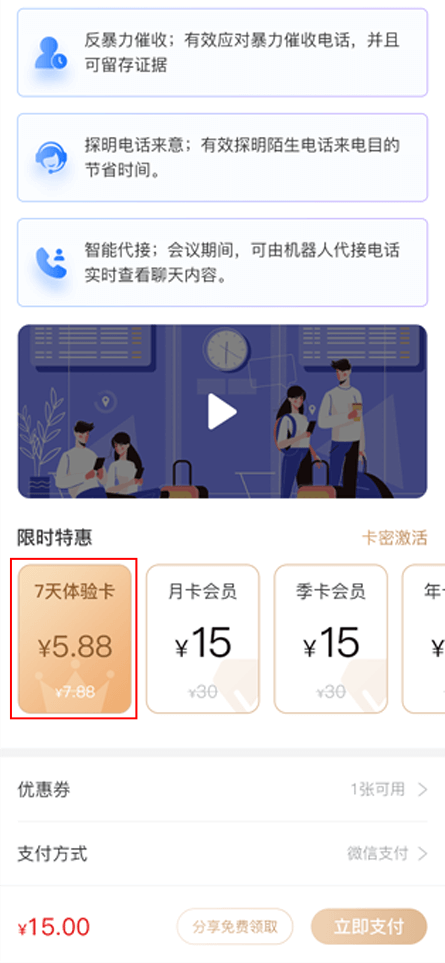 反暴力催收；有效应对暴力催收电话，并且
可留存证据
探明电话来意；有效探明陌生电话来电目的
节省时间。
智能代接；会议期间，可由机器人代接电话
实时查看聊天内容。
限时特惠
卡密激活
7天体验卡
¥5.88
¥7.88
月卡会员
¥15
¥30
季卡会员
¥15
¥30
年
¥
优惠券
1张可用
支付方式
微信支付
¥15.00
分享免费领取
立即支付